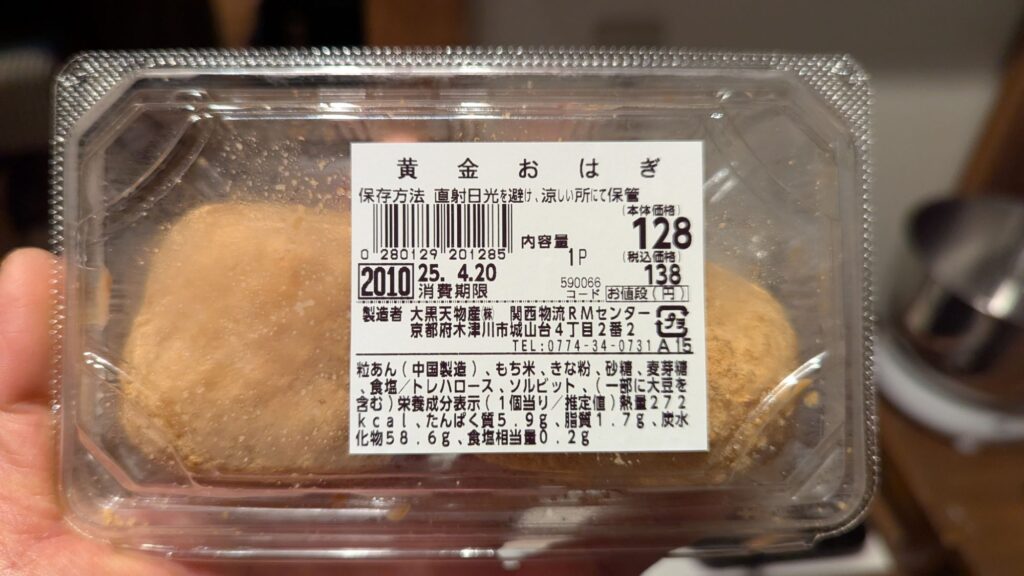 黄金おはぎ
保存方法 直射日光を避け、涼しい所にて保管
(本体価格)
128
0 280129 201285
内容量
1P
(税込価格)
138
2010 25. 4.20
消費期限
590066
コード
お値段(円)
製造者 大黒天物産㈱ 関西物流RMセンター
京都府木津川市城山台4丁目2番2
プラ
TEL:0774-34-0731 A 15
粒あん(中国製造)、もち米、きな粉、砂糖、麦芽糖
、食塩/トレハロース、ソルビット、(一部に大豆を
含む)栄養成分表示(1個当り/推定値)熱量272
kcal、たんぱく質5.9g、脂質1.7g、炭水
化物58.6g、食塩相当量0.2g